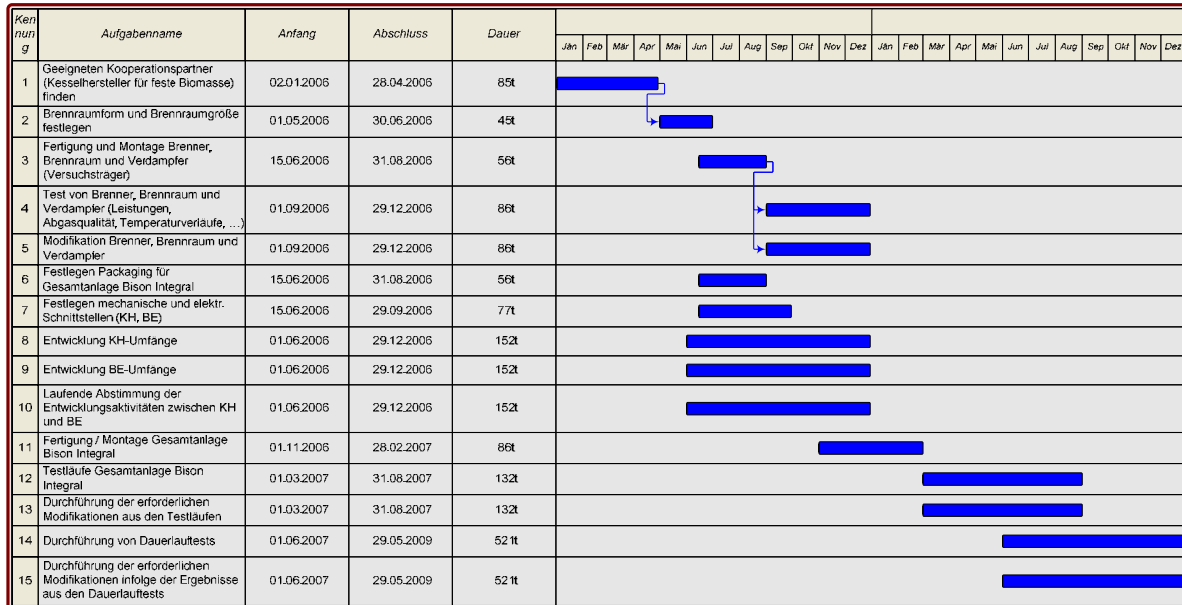 Ken
nun
g
Aufgabenname
Anfang
Abschluss
Dauer
Jän Feb Mär Apr Mai Jun Jul Aug Sep Okt Nov Dez Jän Feb Mär Apr Mai Jun Jul Aug Sep Okt Nov Dez
1
Geeigneten Kooperationspartner
(Kesselhersteller für feste Biomasse)
finden
02.01.2006
28.04.2006
85t
2
Brennraumform und Brennraumgröße
festlegen
01.05.2006
30.06.2006
45t
3
Fertigung und Montage Brenner,
Brennraum und Verdampfer
(Versuchsträger)
15.06.2006
31.08.2006
56t
4
Test von Brenner, Brennraum und
Verdampfer (Leistungen,
Abgasqualität, Temperaturverläufe, ...)
01.09.2006
29.12.2006
86t
5
Modifikation Brenner, Brennraum und
Verdampfer
01.09.2006
29.12.2006
86t
6
Festlegen Packaging für
Gesamtanlage Bison Integral
15.06.2006
31.08.2006
56t
7
Festlegen mechanische und elektr.
Schnittstellen (KH, BE)
15.06.2006
29.09.2006
77t
8
Entwicklung KH-Umfänge
01.06.2006
29.12.2006
152t
9
Entwicklung BE-Umfänge
01.06.2006
29.12.2006
152t
10
Laufende Abstimmung der
Entwicklungsaktivitäten zwischen KH
und BE
01.06.2006
29.12.2006
152t
11
Fertigung / Montage Gesamtanlage
Bison Integral
01.11.2006
28.02.2007
86t
12
Testläufe Gesamtanlage Bison
Integral
01.03.2007
31.08.2007
132t
13
Durchführung der erforderlichen
Modifikationen aus den Testläufen
01.03.2007
31.08.2007
132t
14
Durchführung von Dauerlauftests
01.06.2007
29.05.2009
521t
15
Durchführung der erforderlichen
Modifikationen infolge der Ergebnisse
aus den Dauerlauftests
01.06.2007
29.05.2009
521t